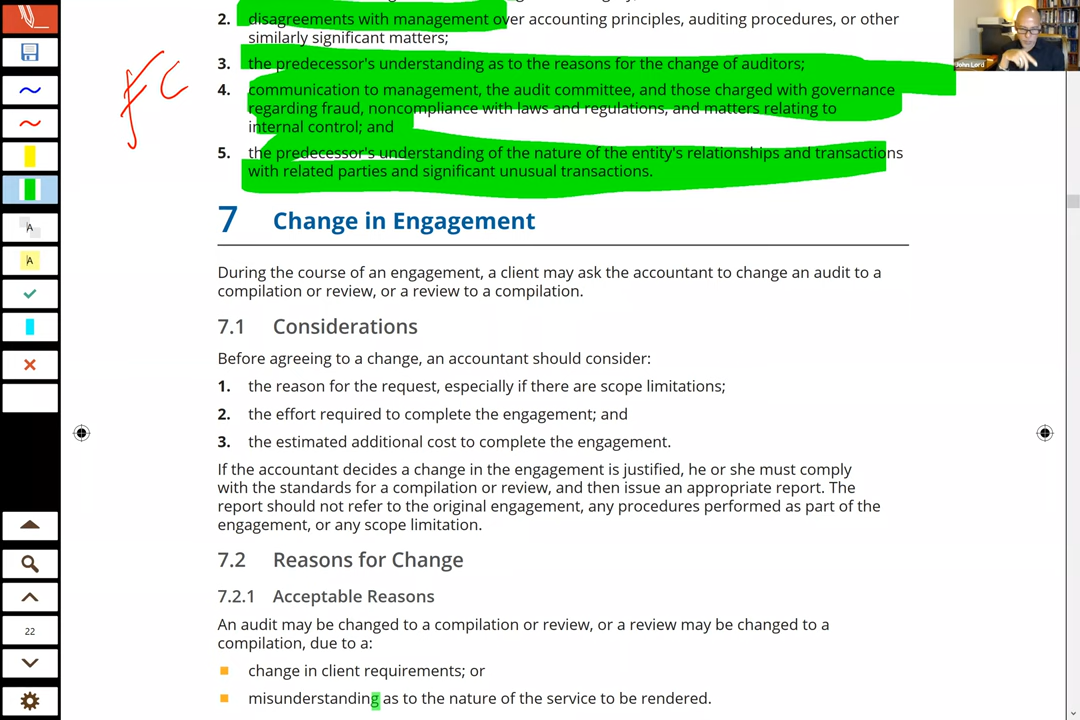 2. disagreements with management over accounting principles, auditing procedures, or other
similarly significant matters;
3. the predecessor's understanding as to the reasons for the change of auditors;
4. communication to management, the audit committee, and those charged with governance
regarding fraud, noncompliance with laws and regulations, and matters relating to
internal control; and
5. the predecessor's understanding of the nature of the entity's relationships and transactions
with related parties and significant unusual transactions.
7 Change in Engagement
During the course of an engagement, a client may ask the accountant to change an audit to a
compilation or review, or a review to a compilation.
7.1 Considerations
Before agreeing to a change, an accountant should consider:
1. the reason for the request, especially if there are scope limitations;
2. the effort required to complete the engagement; and
3. the estimated additional cost to complete the engagement.
If the accountant decides a change in the engagement is justified, he or she must comply
with the standards for a compilation or review, and then issue an appropriate report. The
report should not refer to the original engagement, any procedures performed as part of the
engagement, or any scope limitation.
7.2 Reasons for Change
7.2.1 Acceptable Reasons
An audit may be changed to a compilation or review, or a review may be changed to a
compilation, due to a:
change in client requirements; or
misunderstanding as to the nature of the service to be rendered.
John Lord
A
A
22